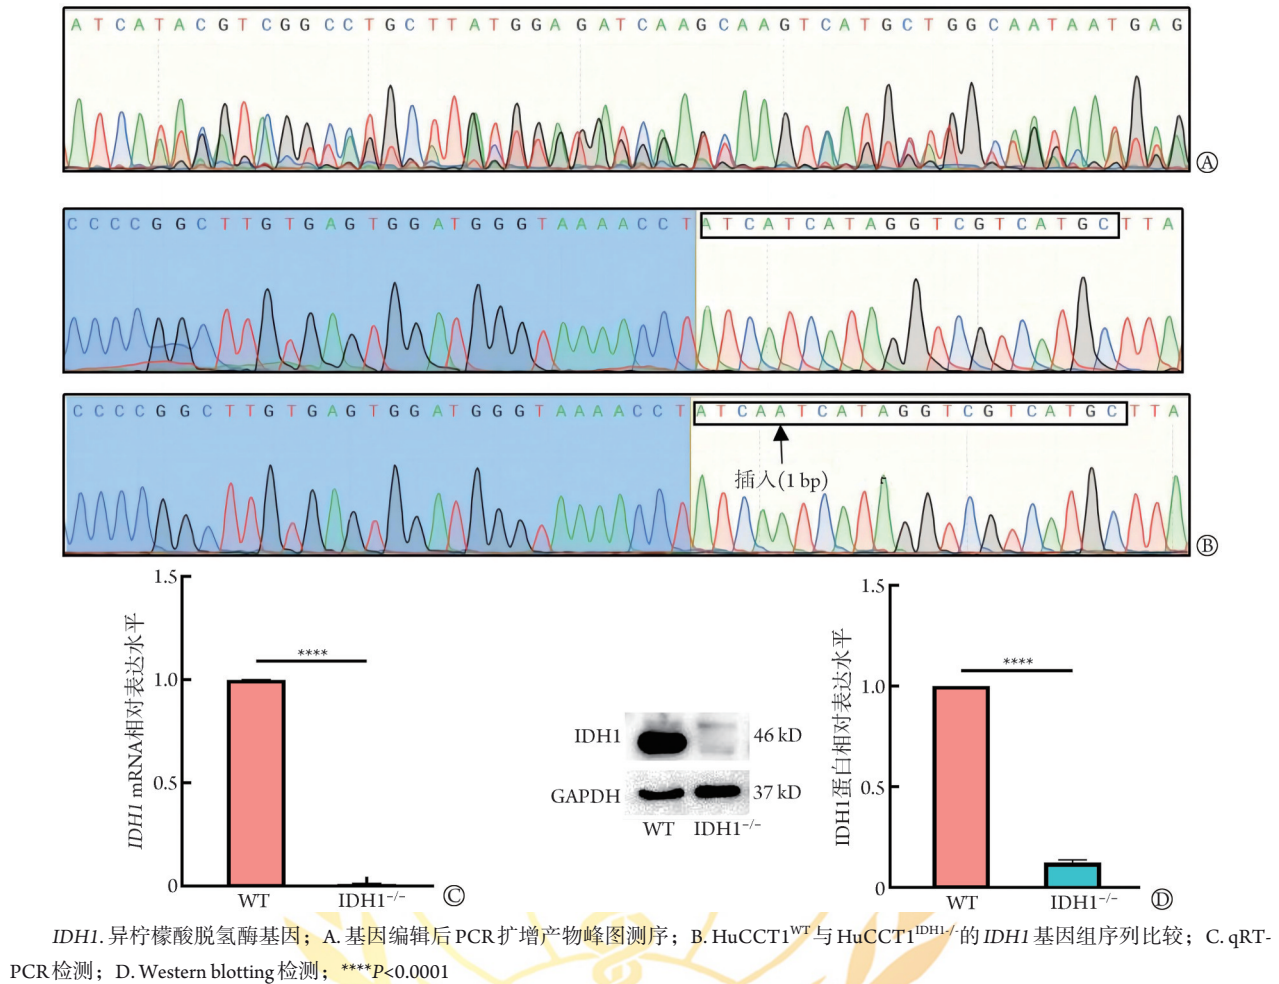 ATCATACGTCGGCCTGCTTATGGAGATCAAGCAAGTCATGCTGGCAATAATGAG
Ⓐ
CCCCGGCTTGTGAGTGGATGGGTAAAACCTATCATCATAGGTCGTCATGCTTA
CCCCGGCTTGTGAGTGGATGGGTAAAACCTATCAATCATAGGTCGTCATGCTTA
插入(1 bp)
Ⓑ
1.5
1.0
0.5
0
IDH1 mRNA相对表达水平
****
WT IDH1⁻/⁻
Ⓒ
IDH1 46 kD
GAPDH 37 kD
WT IDH1⁻/⁻
1.5
1.0
0.5
0
IDH1蛋白相对表达水平
****
WT IDH1⁻/⁻
Ⓓ
IDH1. 异柠檬酸脱氢酶基因；A. 基因编辑后PCR扩增产物峰图测序；B. HuCCT1WT与HuCCT1IDH1-/-的IDH1基因组序列比较；C. qRT-
PCR检测；D. Western blotting检测；****P<0.0001